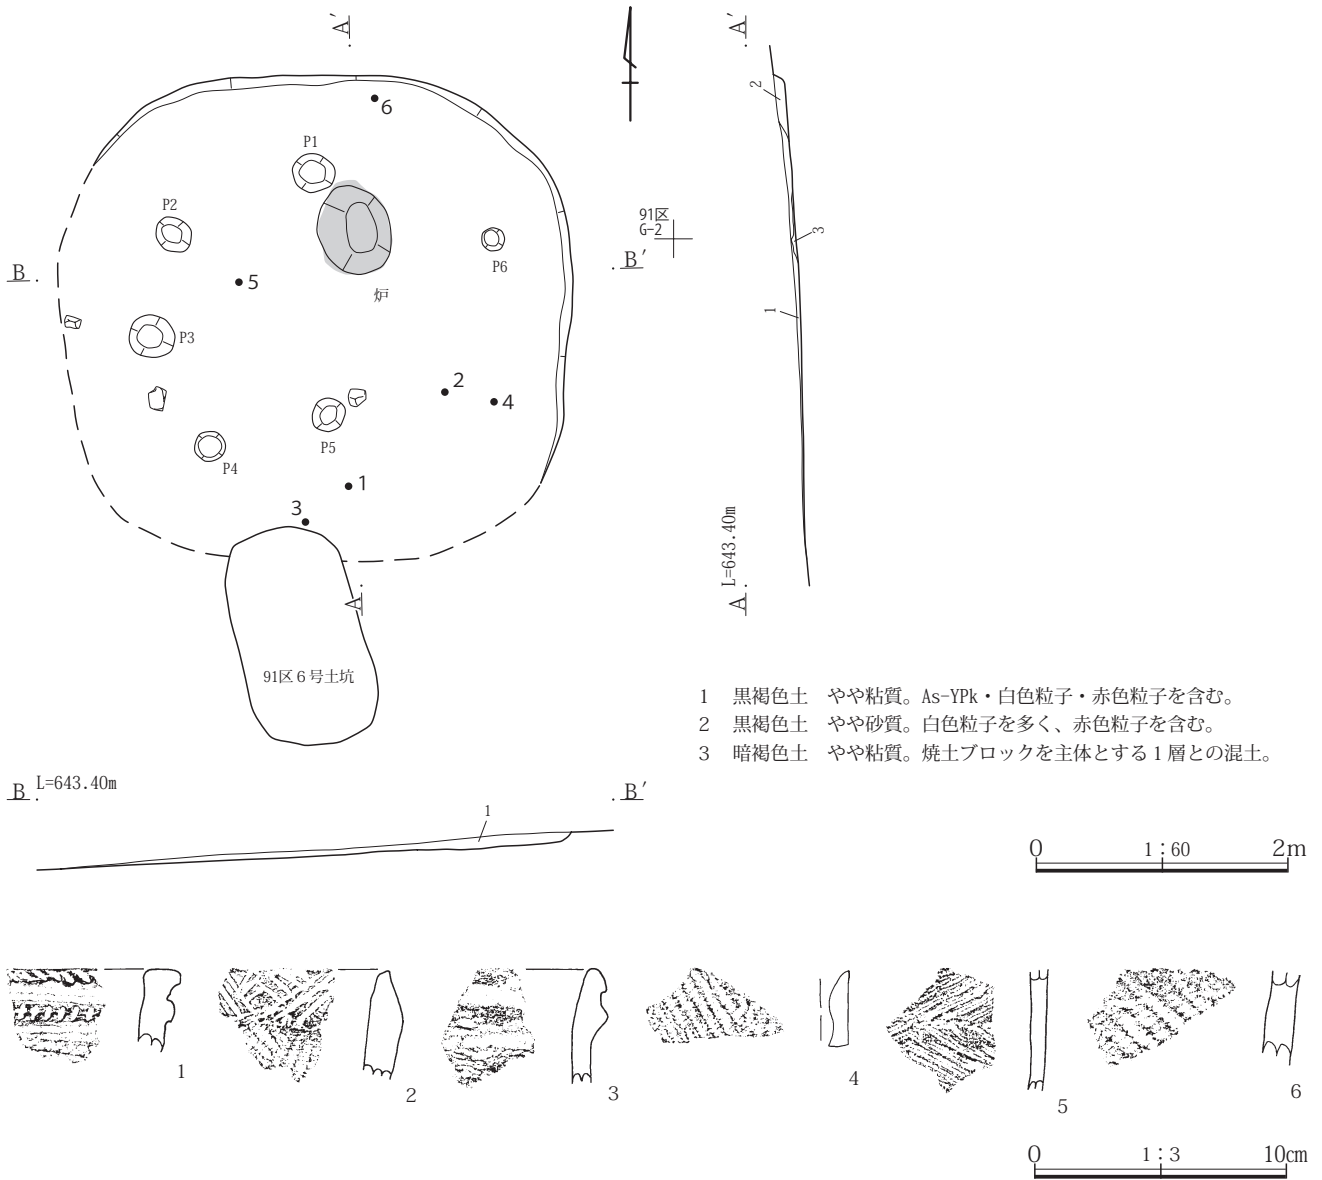 A′
A′
6
2
P1
91区
G-2
P2
3
P6
B
B′
5
炉
1
P3
2
4
P5
P4
1
3
L=643.40m
A
A
91区６号土坑
1　黒褐色土　やや粘質。As-YPk・白色粒子・赤色粒子を含む。
2　黒褐色土　やや砂質。白色粒子を多く、赤色粒子を含む。
3　暗褐色土　やや粘質。焼土ブロックを主体とする１層との混土。
B L=643.40m
B′
1
0　1：60　2m
1
2
3
4
5
6
0　1：3　10cm